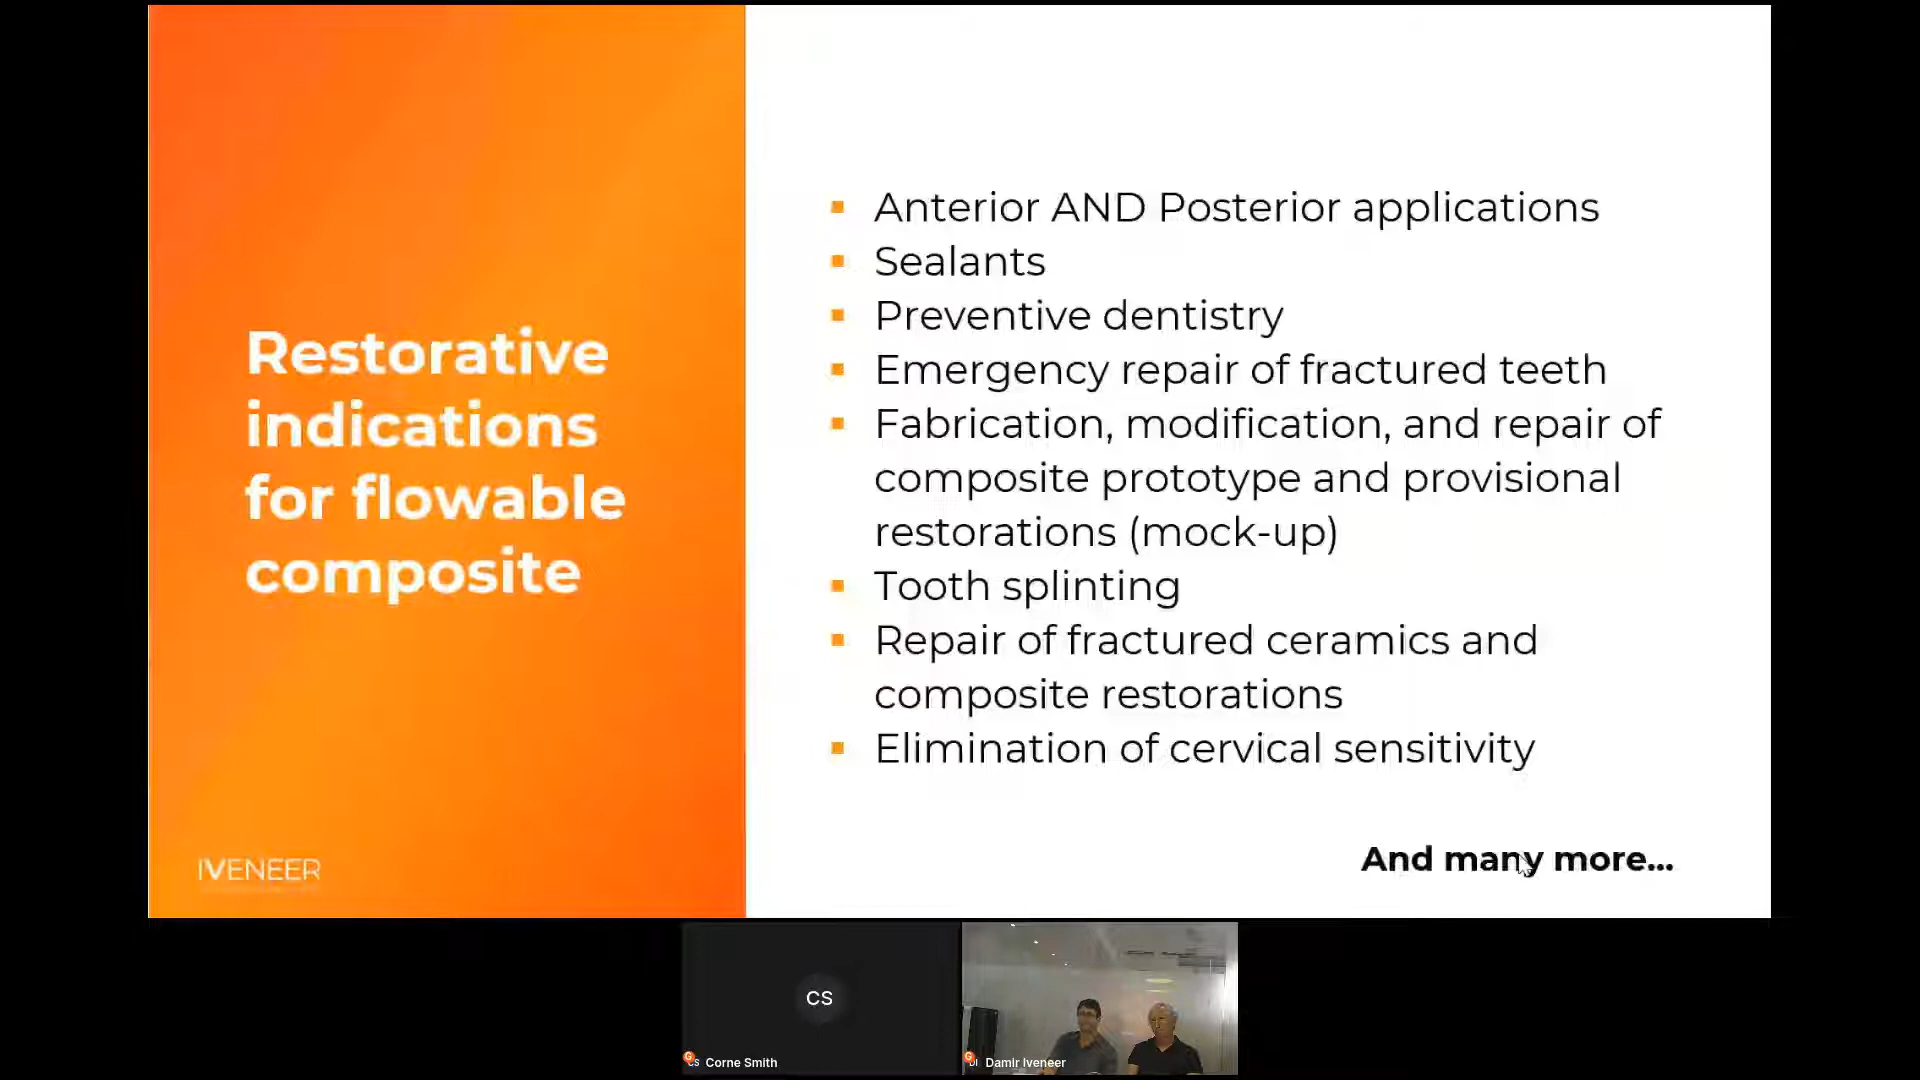 Restorative
indications
for flowable
composite
IVENEER
Anterior AND Posterior applications
Sealants
Preventive dentistry
Emergency repair of fractured teeth
Fabrication, modification, and repair of
composite prototype and provisional
restorations (mock-up)
Tooth splinting
Repair of fractured ceramics and
composite restorations
Elimination of cervical sensitivity
And many more...
CS
G
CS
Corne Smith
G
DI
Damir Iveneer